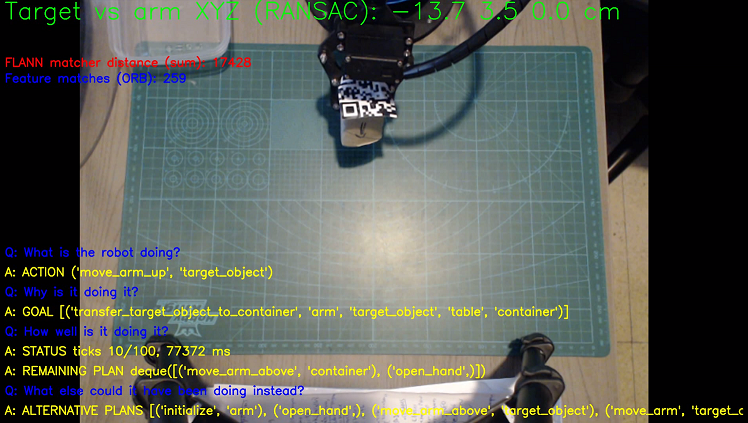 Target vs arm XYZ (RANSAC): -13.7 3.5 0.0 cm
FLANN matcher distance (sum): 17428
Feature matches (ORB): 259
Q: What is the robot doing?
A: ACTION ('move_arm_up', 'target_object')
Q: Why is it doing it?
A: GOAL [('transfer_target_object_to_container', 'arm', 'target_object', 'table', 'container')]
Q: How well is it doing it?
A: STATUS ticks 10/100, 77372 ms
A: REMAINING PLAN deque([('move_arm_above', 'container'), ('open_hand',)])
Q: What else could it have been doing instead?
A: ALTERNATIVE PLANS [('initialize', 'arm'), ('open_hand',), ('move_arm_above', 'target_object'), ('move_arm', 'target_o